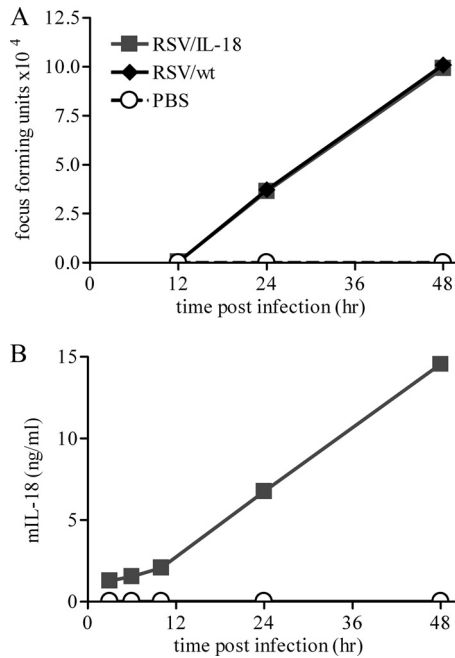 A
focus forming units x10 4
10.0
7.5
5.0
2.5
0.0
RSV/IL-18
RSV/wt
PBS
0 12 24 36 48
time post infection (hr)
B
mIL-18 (ng/ml)
15
10
5
0
0 12 24 36 48
time post infection (hr)